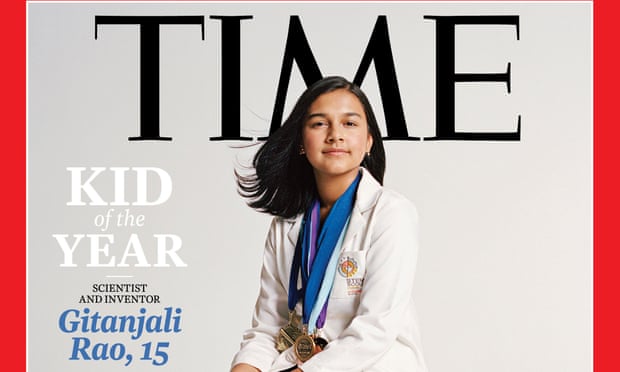 TIME
KID
of the
YEAR
SCIENTIST
AND INVENTOR
Gitanjali
Rao, 15